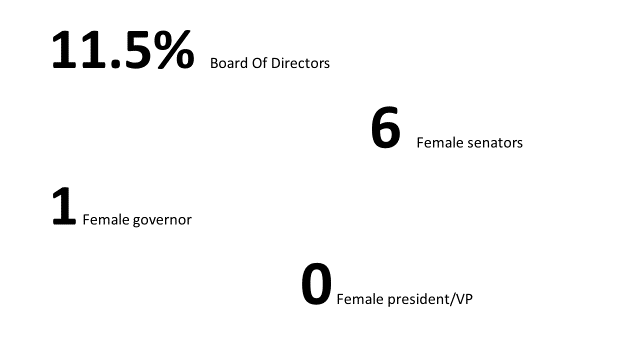 11.5% Board Of Directors
6 Female senators
1 Female governor
0 Female president/VP